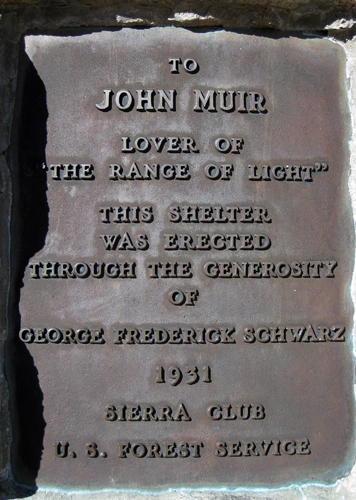 TO
JOHN MUIR
LOVER OF
"THE RANGE OF LIGHT"
THIS SHELTER
WAS ERECTED
THROUGH THE GENEROSITY
OF
GEORGE FREDERICK SCHWARZ
1931
SIERRA CLUB
U. S. FOREST SERVICE